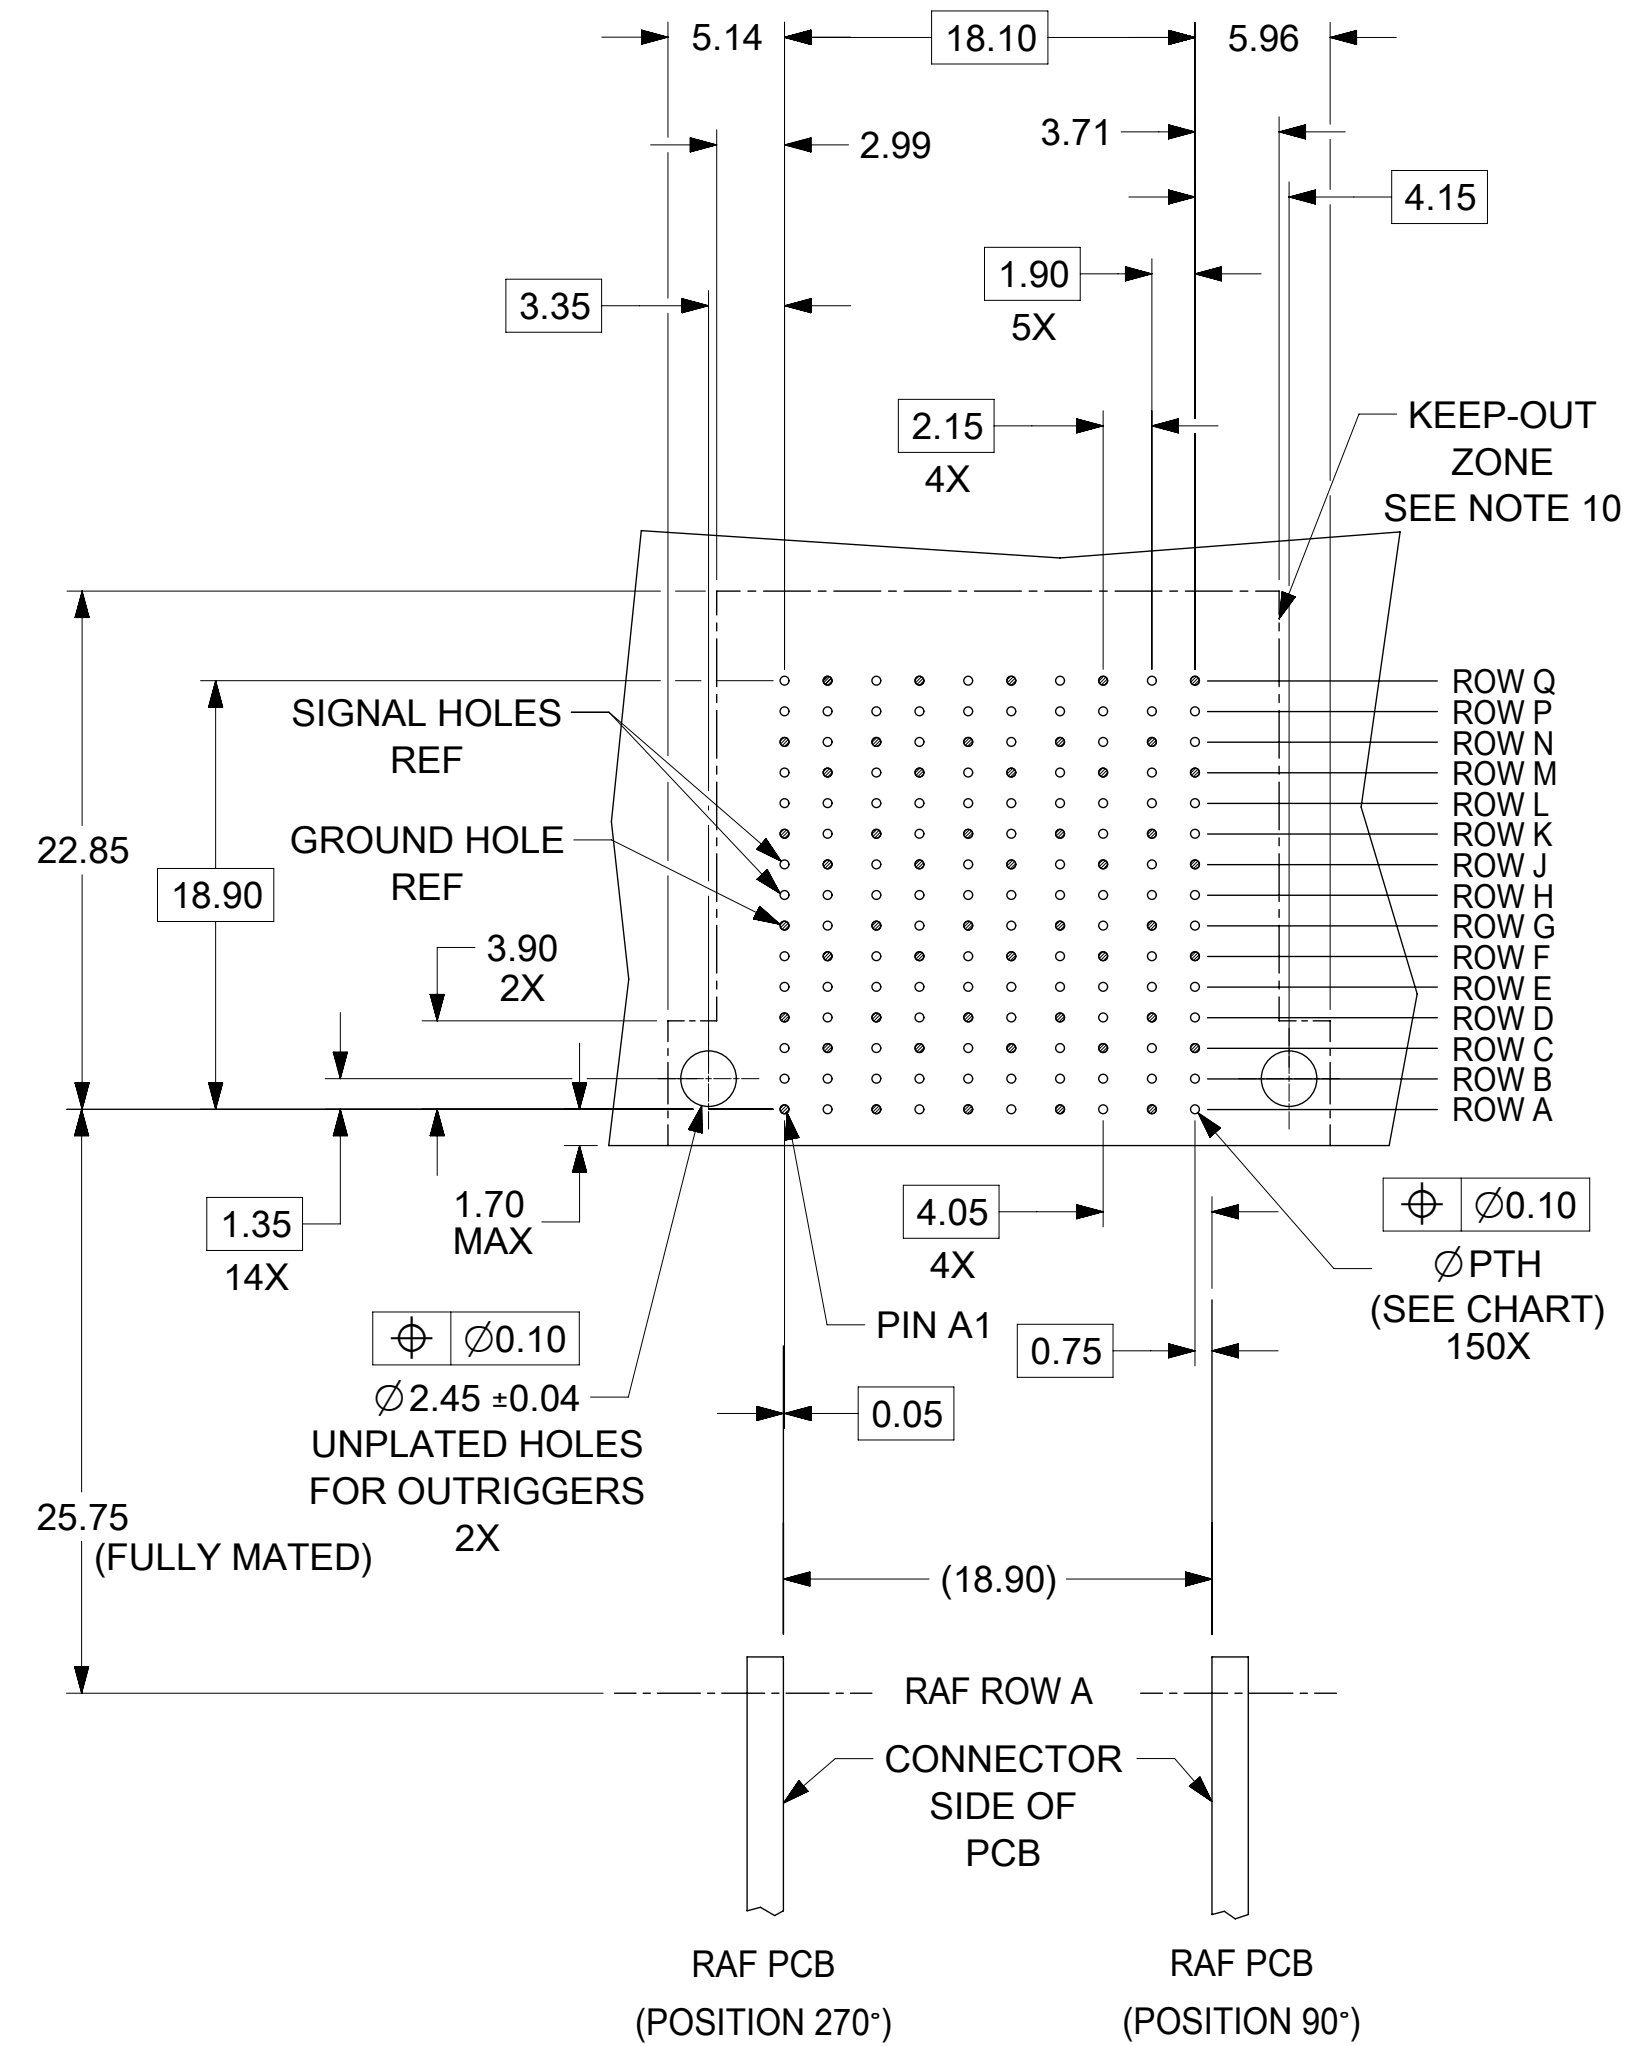 5.14
18.10
5.96
2.99
3.71
4.15
3.35
1.90
5X
2.15
4X
KEEP-OUT
ZONE
SEE NOTE 10
SIGNAL HOLES
REF
GROUND HOLE
REF
22.85
18.90
3.90
2X
ROW Q
ROW P
ROW N
ROW M
ROW L
ROW K
ROW J
ROW H
ROW G
ROW F
ROW E
ROW D
ROW C
ROW B
ROW A
1.35
14X
1.70
MAX
4.05
4X
⌖ ∅0.10
∅PTH
(SEE CHART)
150X
PIN A1
0.75
0.05
⌖ ∅0.10
∅2.45 ±0.04
UNPLATED HOLES
FOR OUTRIGGERS
2X
25.75
(FULLY MATED)
(18.90)
RAF ROW A
CONNECTOR
SIDE OF
PCB
RAF PCB
(POSITION 270°)
RAF PCB
(POSITION 90°)